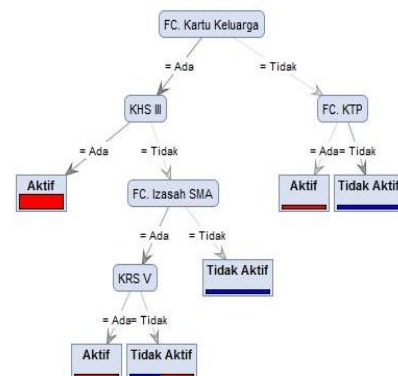 FC. Kartu Keluarga
= Ada
= Tidak
KHS III
FC. KTP
= Ada
= Tidak
= Ada= Tidak
Aktif
FC. Izasah SMA
Aktif
Tidak Aktif
= Ada
= Tidak
KRS V
Tidak Aktif
= Ada= Tidak
Aktif
Tidak Aktif